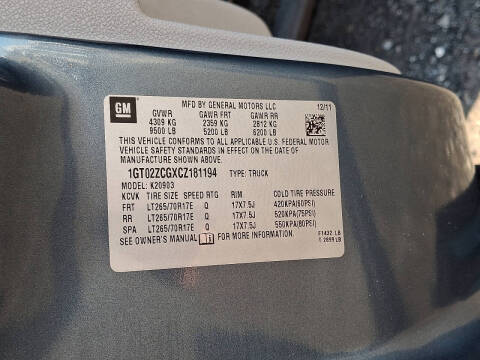 GM
MFD BY GENERAL MOTORS LLC 12/11
GVWR GAWR FRT GAWR RR
4309 KG 2359 KG 2812 KG
9500 LB 5200 LB 6200 LB
THIS VEHICLE CONFORMS TO ALL APPLICABLE U.S. FEDERAL MOTOR
VEHICLE SAFETY STANDARDS IN EFFECT ON THE DATE OF
MANUFACTURE SHOWN ABOVE.
1GT02ZCGXCZ181194 TYPE: TRUCK
MODEL: K20903
KCVK TIRE SIZE SPEED RTG RIM COLD TIRE PRESSURE
FRT LT265/70R17E Q 17X7.5J 420KPA(60PSI)
RR LT265/70R17E Q 17X7.5J 520KPA(75PSI)
SPA LT265/70R17E Q 17X7.5J 550KPA(80PSI)
SEE OWNER'S MANUAL FOR MORE INFORMATION. F1432 LB